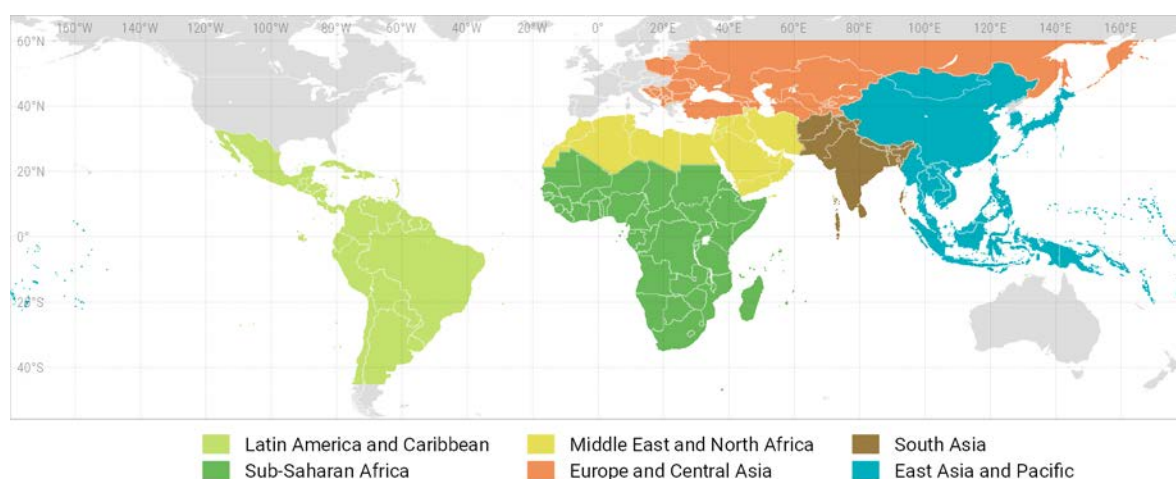 160°W 140°W 120°W 100°W 80°W 60°W 40°W 20°W 0° 20°E 40°E 60°E 80°E 100°E 120°E 140°E 160°E
60°N
40°N
20°N
0°
20°S
40°S
Latin America and Caribbean Middle East and North Africa South Asia
Sub-Saharan Africa Europe and Central Asia East Asia and Pacific